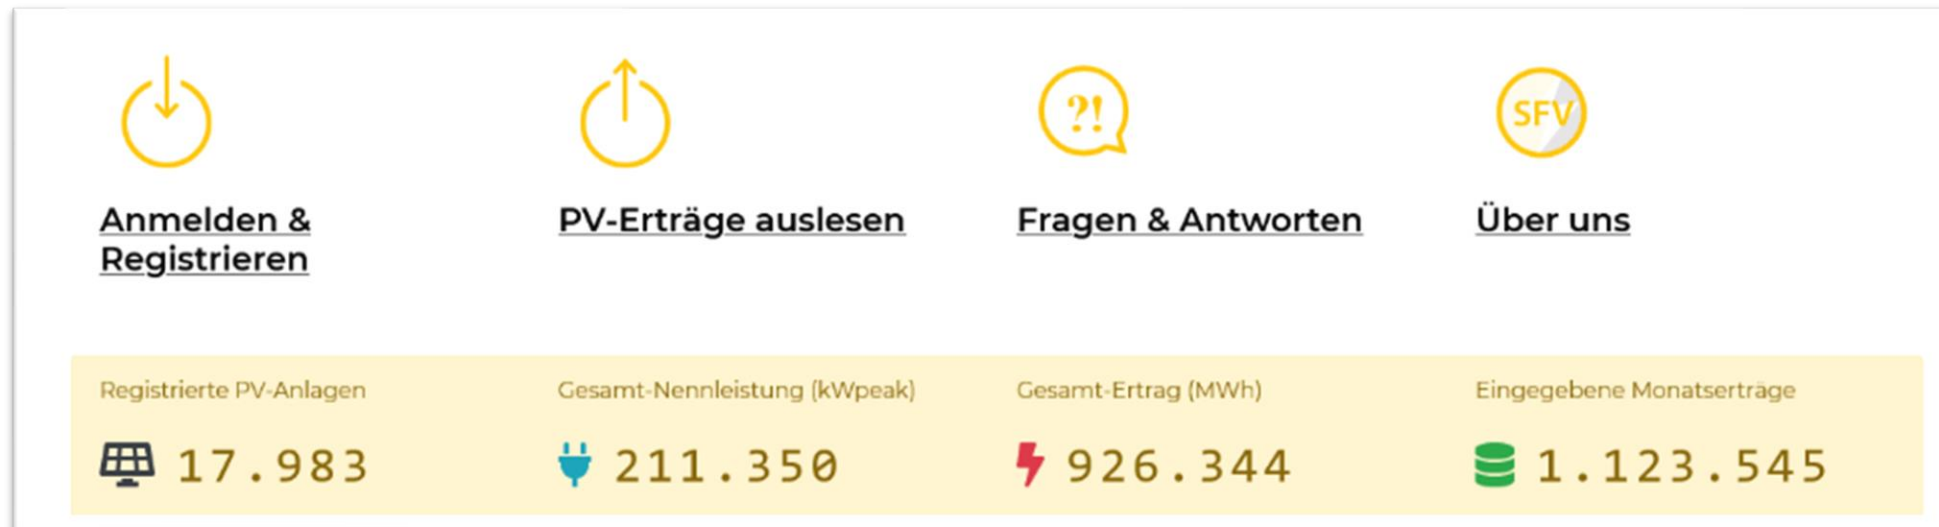 ?!
SFV
Anmelden &
Registrieren
PV-Erträge auslesen
Fragen & Antworten
Über uns
Registrierte PV-Anlagen
17.983
Gesamt-Nennleistung (kWpeak)
211.350
Gesamt-Ertrag (MWh)
926.344
Eingegebene Monatserträge
1.123.545